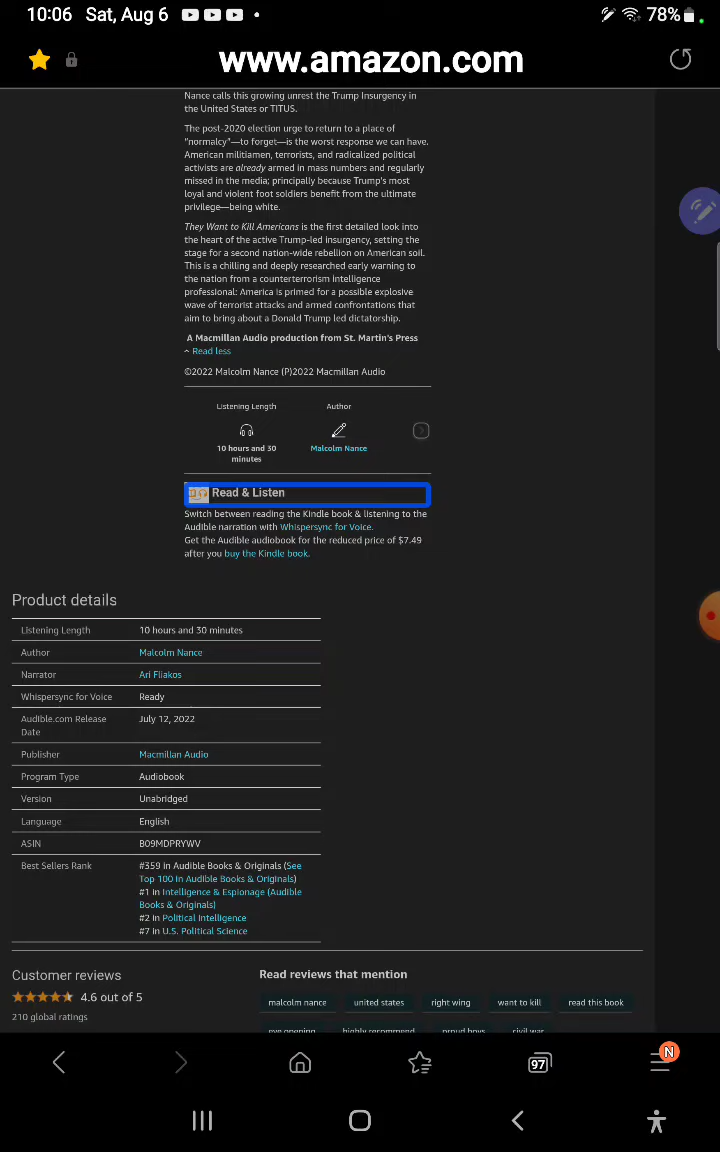 10:06 Sat, Aug 6
78%
www.amazon.com
Nance calls this growing unrest the Trump Insurgency in
the United States or TITUS.
The post-2020 election urge to return to a place of
"normalcy"—to forget—is the worst response we can have.
American militiamen, terrorists, and radicalized political
activists are already armed in mass numbers and regularly
missed in the media; principally because Trump's most
loyal and violent foot soldiers benefit from the ultimate
privilege—being white.
They Want to Kill Americans is the first detailed look into
the heart of the active Trump-led insurgency, setting the
stage for a second nation-wide rebellion on American soil.
This is a chilling and deeply researched early warning to
the nation from a counterterrorism intelligence
professional: America is primed for a possible explosive
wave of terrorist attacks and armed confrontations that
aim to bring about a Donald Trump led dictatorship.
A Macmillan Audio production from St. Martin's Press
Read less
©2022 Malcolm Nance (P)2022 Macmillan Audio
Listening Length Author
10 hours and 30 Malcolm Nance
minutes
Read & Listen
Switch between reading the Kindle book & listening to the
Audible narration with Whispersync for Voice.
Get the Audible audiobook for the reduced price of $7.49
after you buy the Kindle book.
Product details
Listening Length 10 hours and 30 minutes
Author Malcolm Nance
Narrator Ari Fliakos
Whispersync for Voice Ready
Audible.com Release July 12, 2022
Date
Publisher Macmillan Audio
Program Type Audiobook
Version Unabridged
Language English
ASIN B09MDPRYWV
Best Sellers Rank #359 in Audible Books & Originals (See
Top 100 in Audible Books & Originals)
#1 in Intelligence & Espionage (Audible
Books & Originals)
#2 in Political Intelligence
#7 in U.S. Political Science
Customer reviews
4.6 out of 5
210 global ratings
Read reviews that mention
malcolm nance united states right wing want to kill read this book
eye opening highly recommend proud boys civil war
97
N